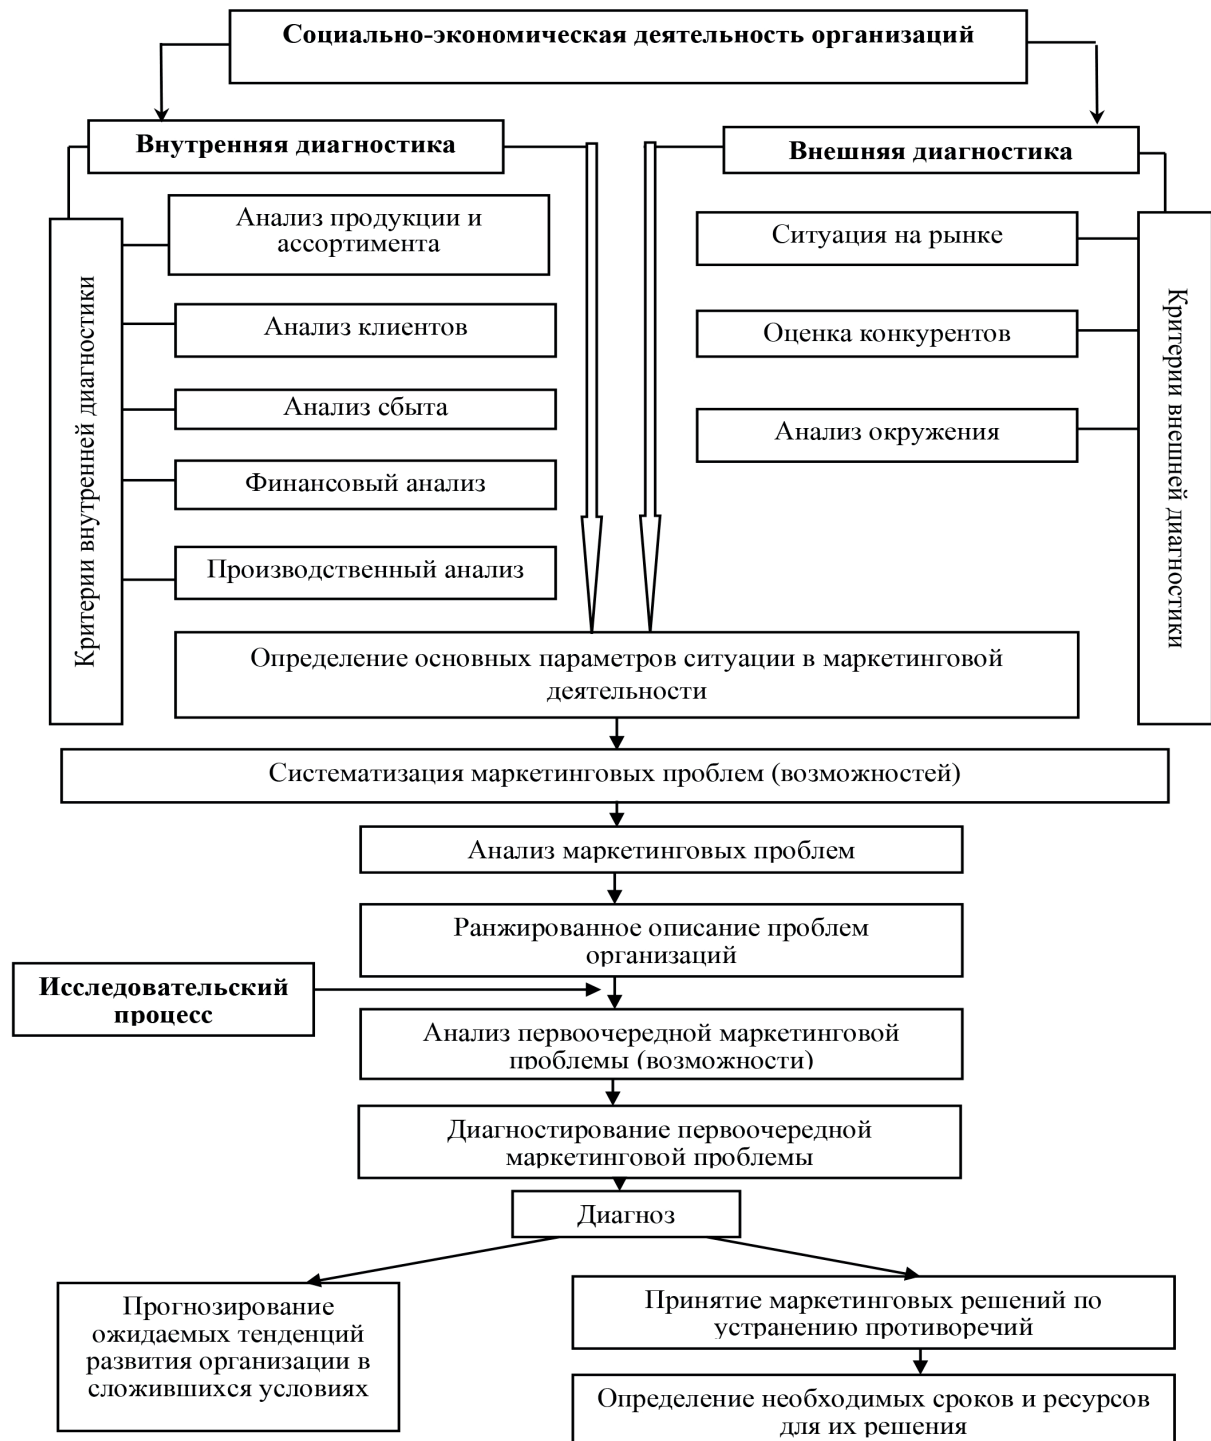 Социально-экономическая деятельность организаций
Внутренняя диагностика
Внешняя диагностика
Критерии внутренней диагностики
Анализ продукции и
ассортимента
Анализ клиентов
Анализ сбыта
Финансовый анализ
Производственный анализ
Ситуация на рынке
Оценка конкурентов
Анализ окружения
Критерии внешней диагностики
Определение основных параметров ситуации в маркетинговой
деятельности
Систематизация маркетинговых проблем (возможностей)
Анализ маркетинговых проблем
Ранжированное описание проблем
организаций
Исследовательский
процесс
Анализ первоочередной маркетинговой
проблемы (возможности)
Диагностирование первоочередной
маркетинговой проблемы
Диагноз
Прогнозирование
ожидаемых тенденций
развития организации в
сложившихся условиях
Принятие маркетинговых решений по
устранению противоречий
Определение необходимых сроков и ресурсов
для их решения